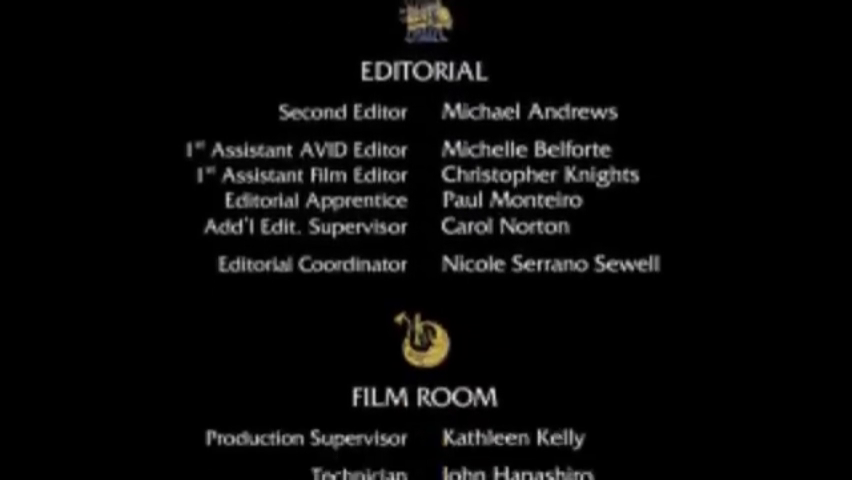 EDITORIAL
Second Editor Michael Andrews
1st Assistant AVID Editor Michelle Belforte
1st Assistant Film Editor Christopher Knights
Editorial Apprentice Paul Monteiro
Add'l Edit. Supervisor Carol Norton
Editorial Coordinator Nicole Serrano Sewell
FILM ROOM
Production Supervisor Kathleen Kelly
Technician John Hanashiro